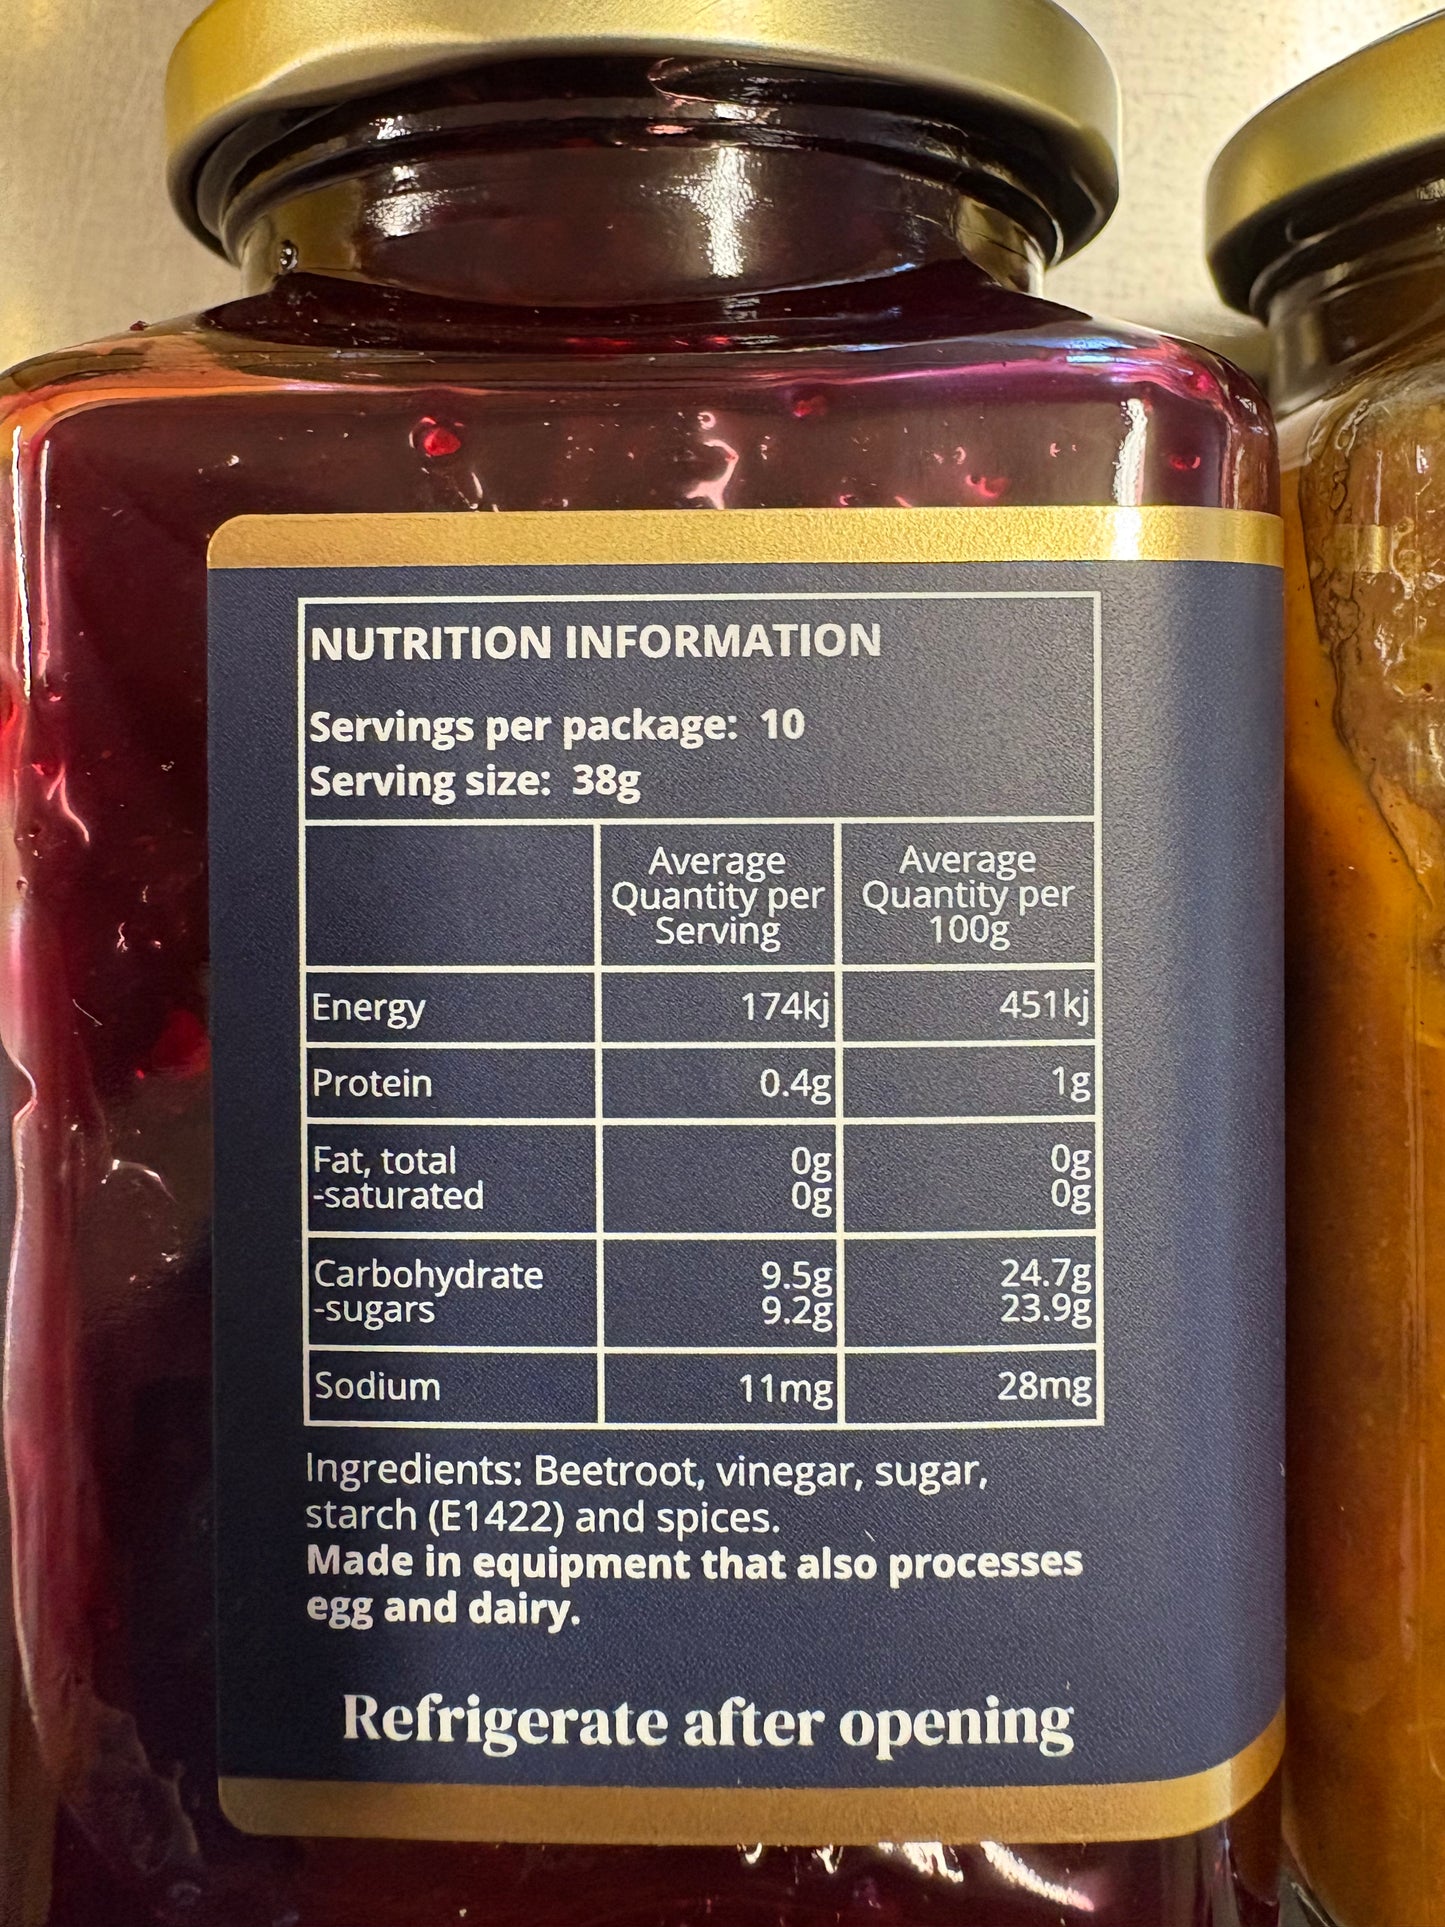 NUTRITION INFORMATION
Servings per package: 10
Serving size: 38g
Average Quantity per Serving
Average Quantity per 100g
Energy 174kj 451kj
Protein 0.4g 1g
Fat, total 0g 0g
-saturated 0g 0g
Carbohydrate 9.5g 24.7g
-sugars 9.2g 23.9g
Sodium 11mg 28mg
Ingredients: Beetroot, vinegar, sugar,
starch (E1422) and spices.
Made in equipment that also processes
egg and dairy.
Refrigerate after opening